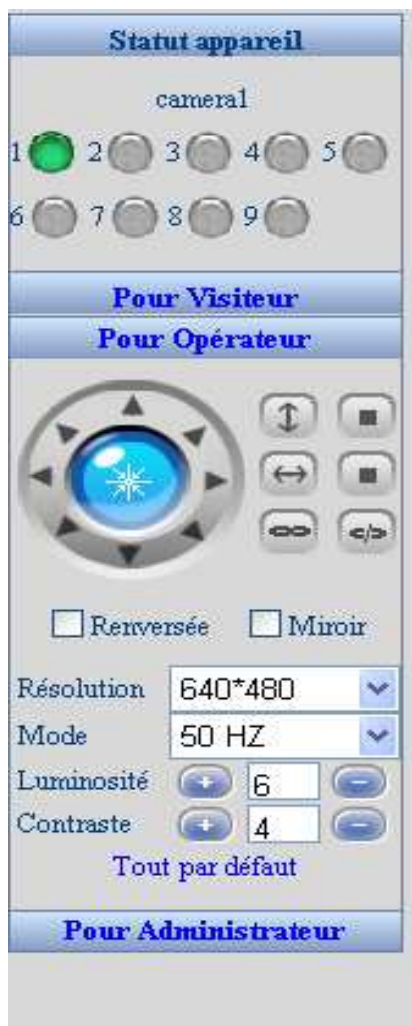 Statut appareil
camera1
1 2 3 4 5
6 7 8 9
Pour Visiteur
Pour Opérateur
Renversée Miroir
Résolution 640*480
Mode 50 HZ
Luminosité + 6 -
Contraste + 4 -
Tout par défaut
Pour Administrateur